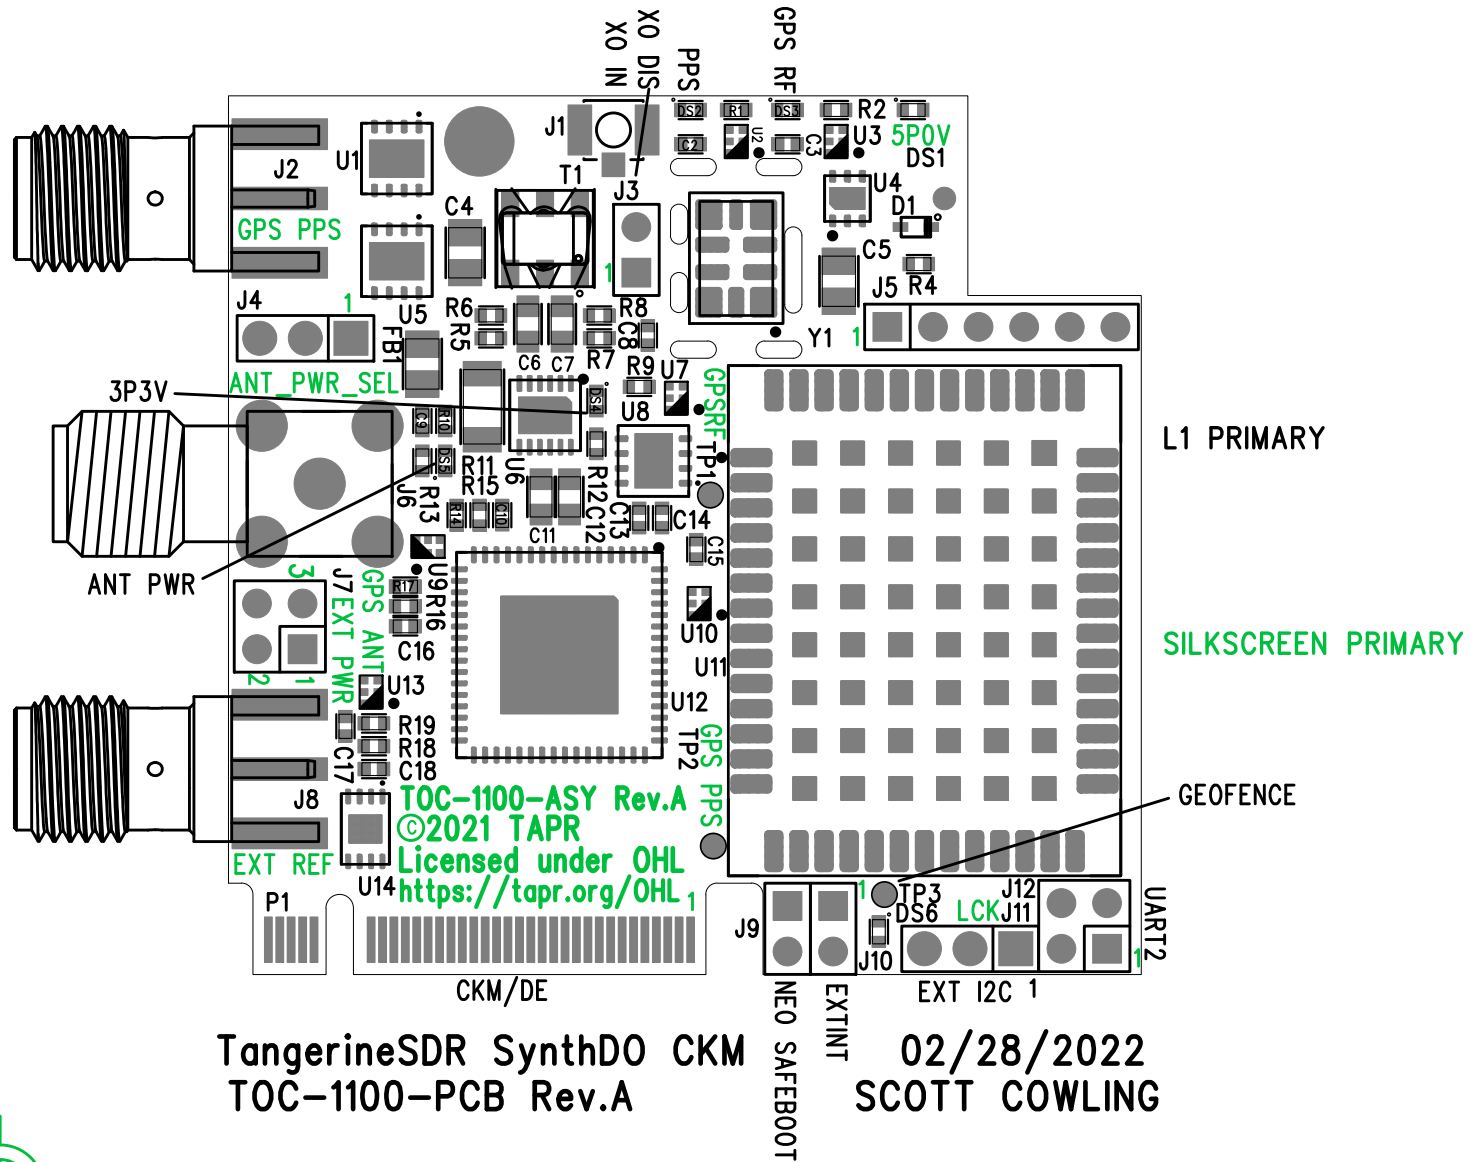 XO IN
XO DIS
PPS
GPS RF
J1
DS2
R1
DS3
R2
5P0V
DS1
U2
U3
C2
C3
J2
U1
T1
J3
U4
D1
GPS PPS
C4
C5
R4
J4
1
U5
FB1
R6
R5
C6
C7
R8
C8
R7
1
Y1
J5
1
ANT_PWR_SEL
3P3V
R9
U7
U8
GPSRF
DS4
C9
R10
DS5
R11
R15
U6
R12
TP1
L1 PRIMARY
J6
R13
R14
C10
C11
C12
C13
C14
C15
ANT PWR
3
J7
EXT PWR
GPS ANT
U9
R17
R16
C16
U10
U11
2
1
SILKSCREEN PRIMARY
U13
U12
R19
R18
C18
C17
TP2
GPS PPS
J8
EXT REF
TOC-1100-ASY Rev.A
©2021 TAPR
Licensed under OHL
https://tapr.org/OHL
1
U14
GEOFENCE
P1
J9
1
TP3
DS6
LCK
J11
J12
UART2
J10
1
CKM/DE
EXT I2C
1
NEO SAFEBOOT
EXTINT
TangerineSDR SynthDO CKM
02/28/2022
TOC-1100-PCB Rev.A
SCOTT COWLING